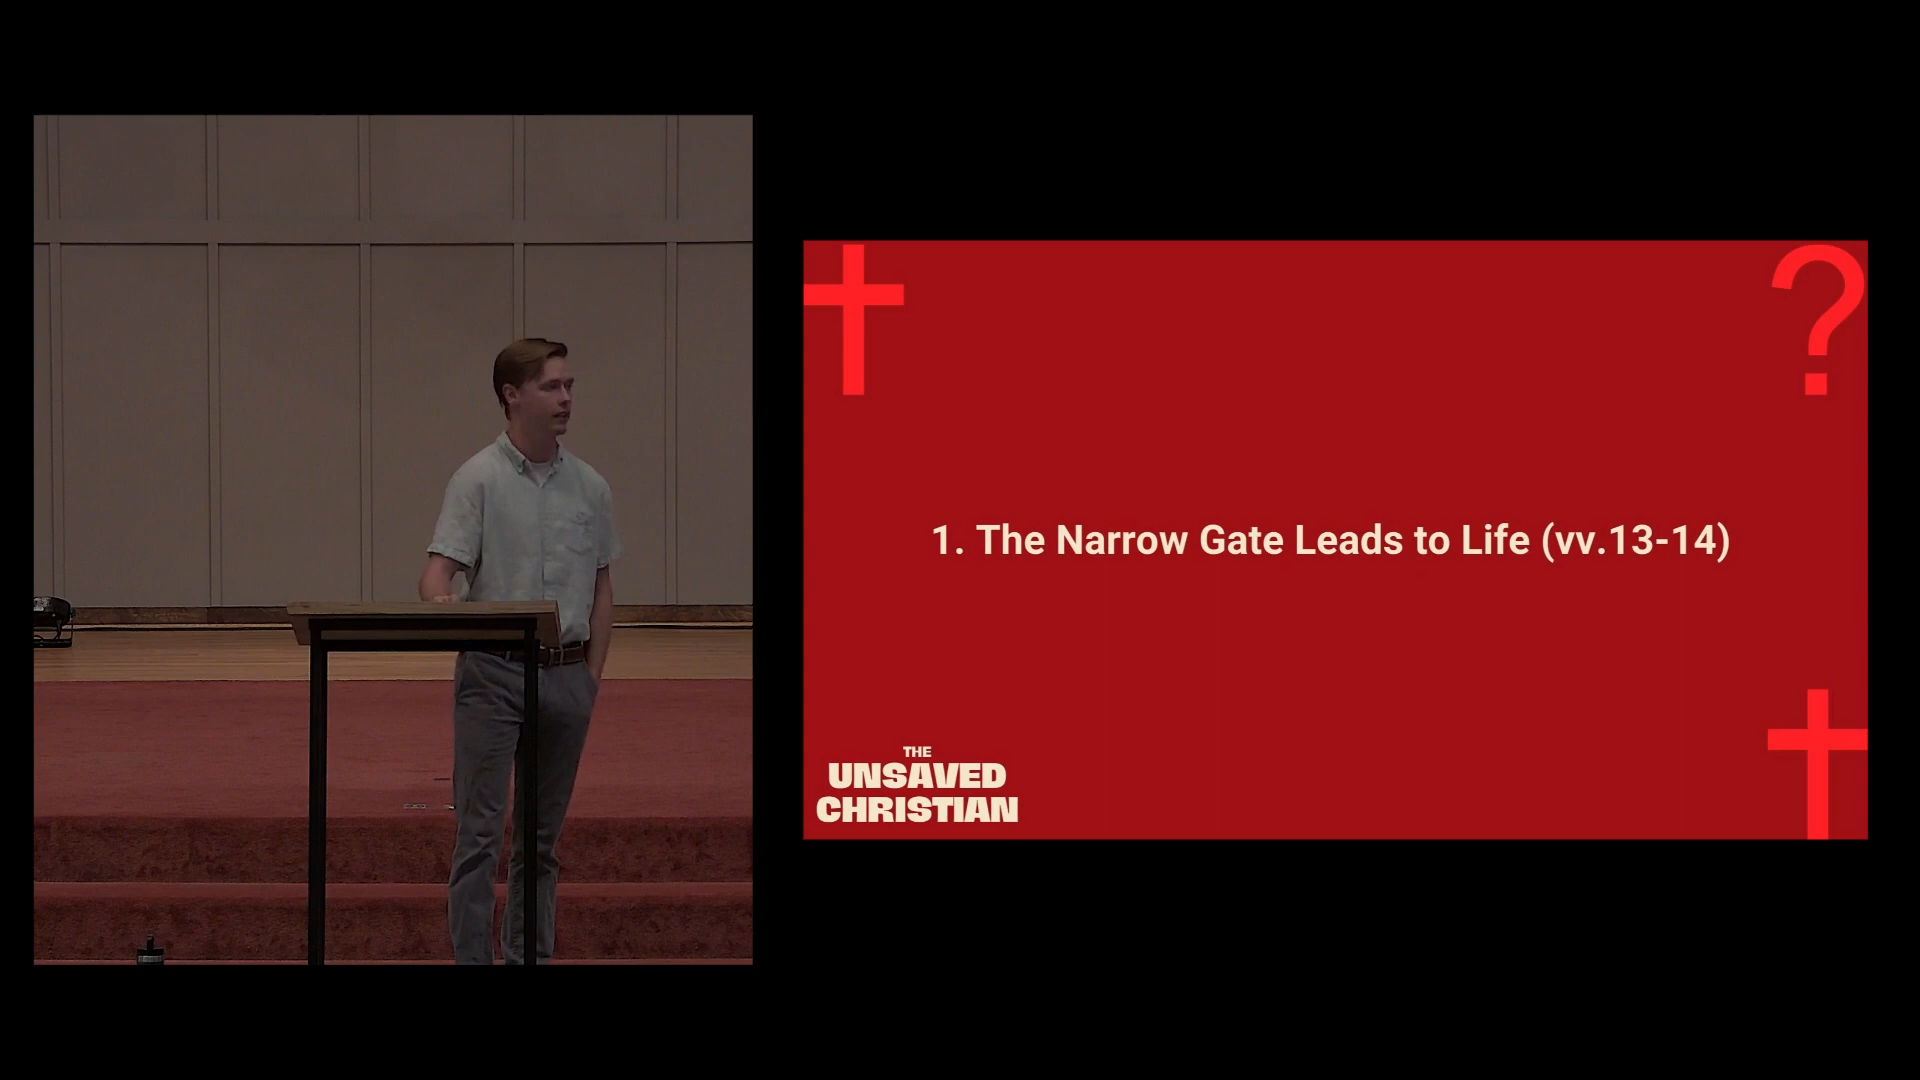 1. The Narrow Gate Leads to Life (vv.13-14)
?
THE
UNSAVED
CHRISTIAN